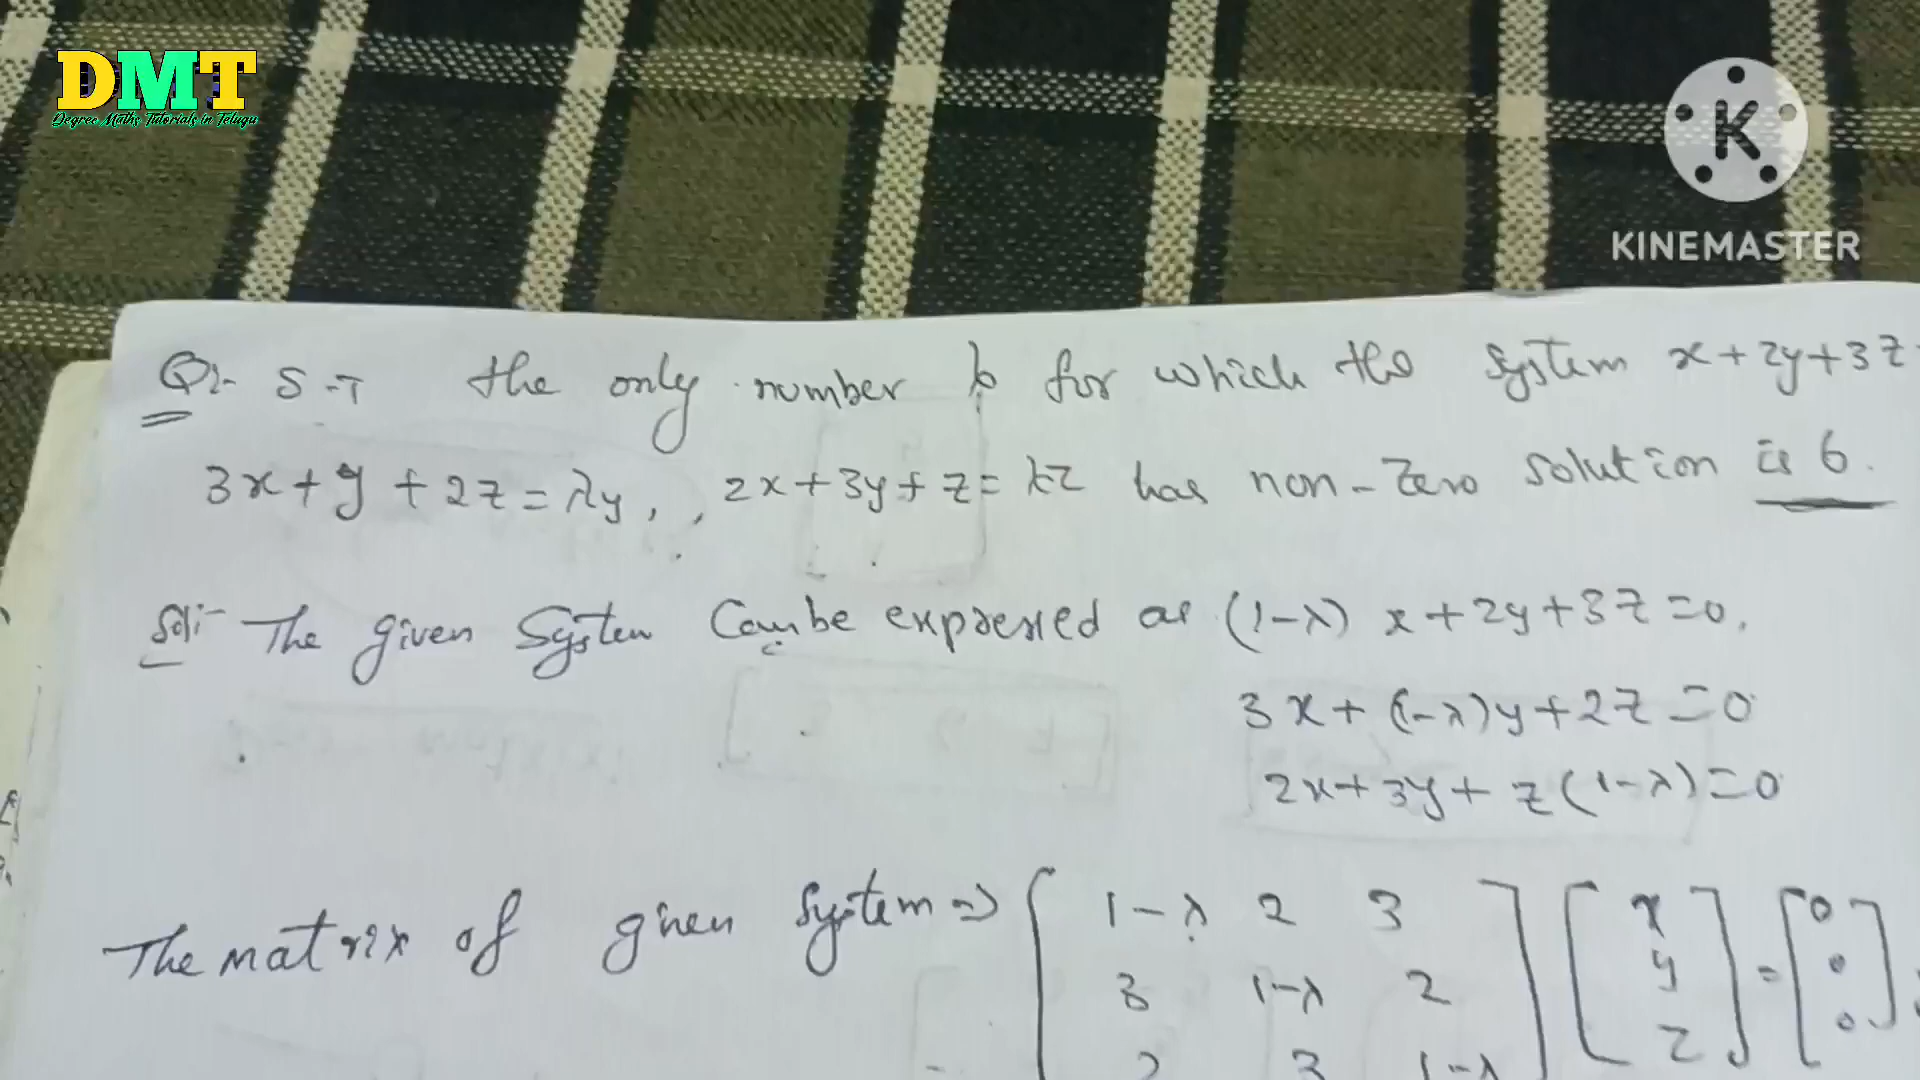 DMT
Degree Maths Tutorials in Telugu
K
KINEMASTER
Q:- S.T the only number b for which the system x+2y+3z
3x+y+2z=λy, , 2x+3y+z=λz has non-zero solution is 6.
Sol:- The given System Can be expressed as (1-λ) x+2y+3z=0,
3x+(1-λ)y+2z=0
2x+3y+z(1-λ)=0
The matrix of given system => [ 1-λ 2 3 ] [ x ] = [ 0 ]
3 1-λ 2 y 0
2 3 1-λ z 0